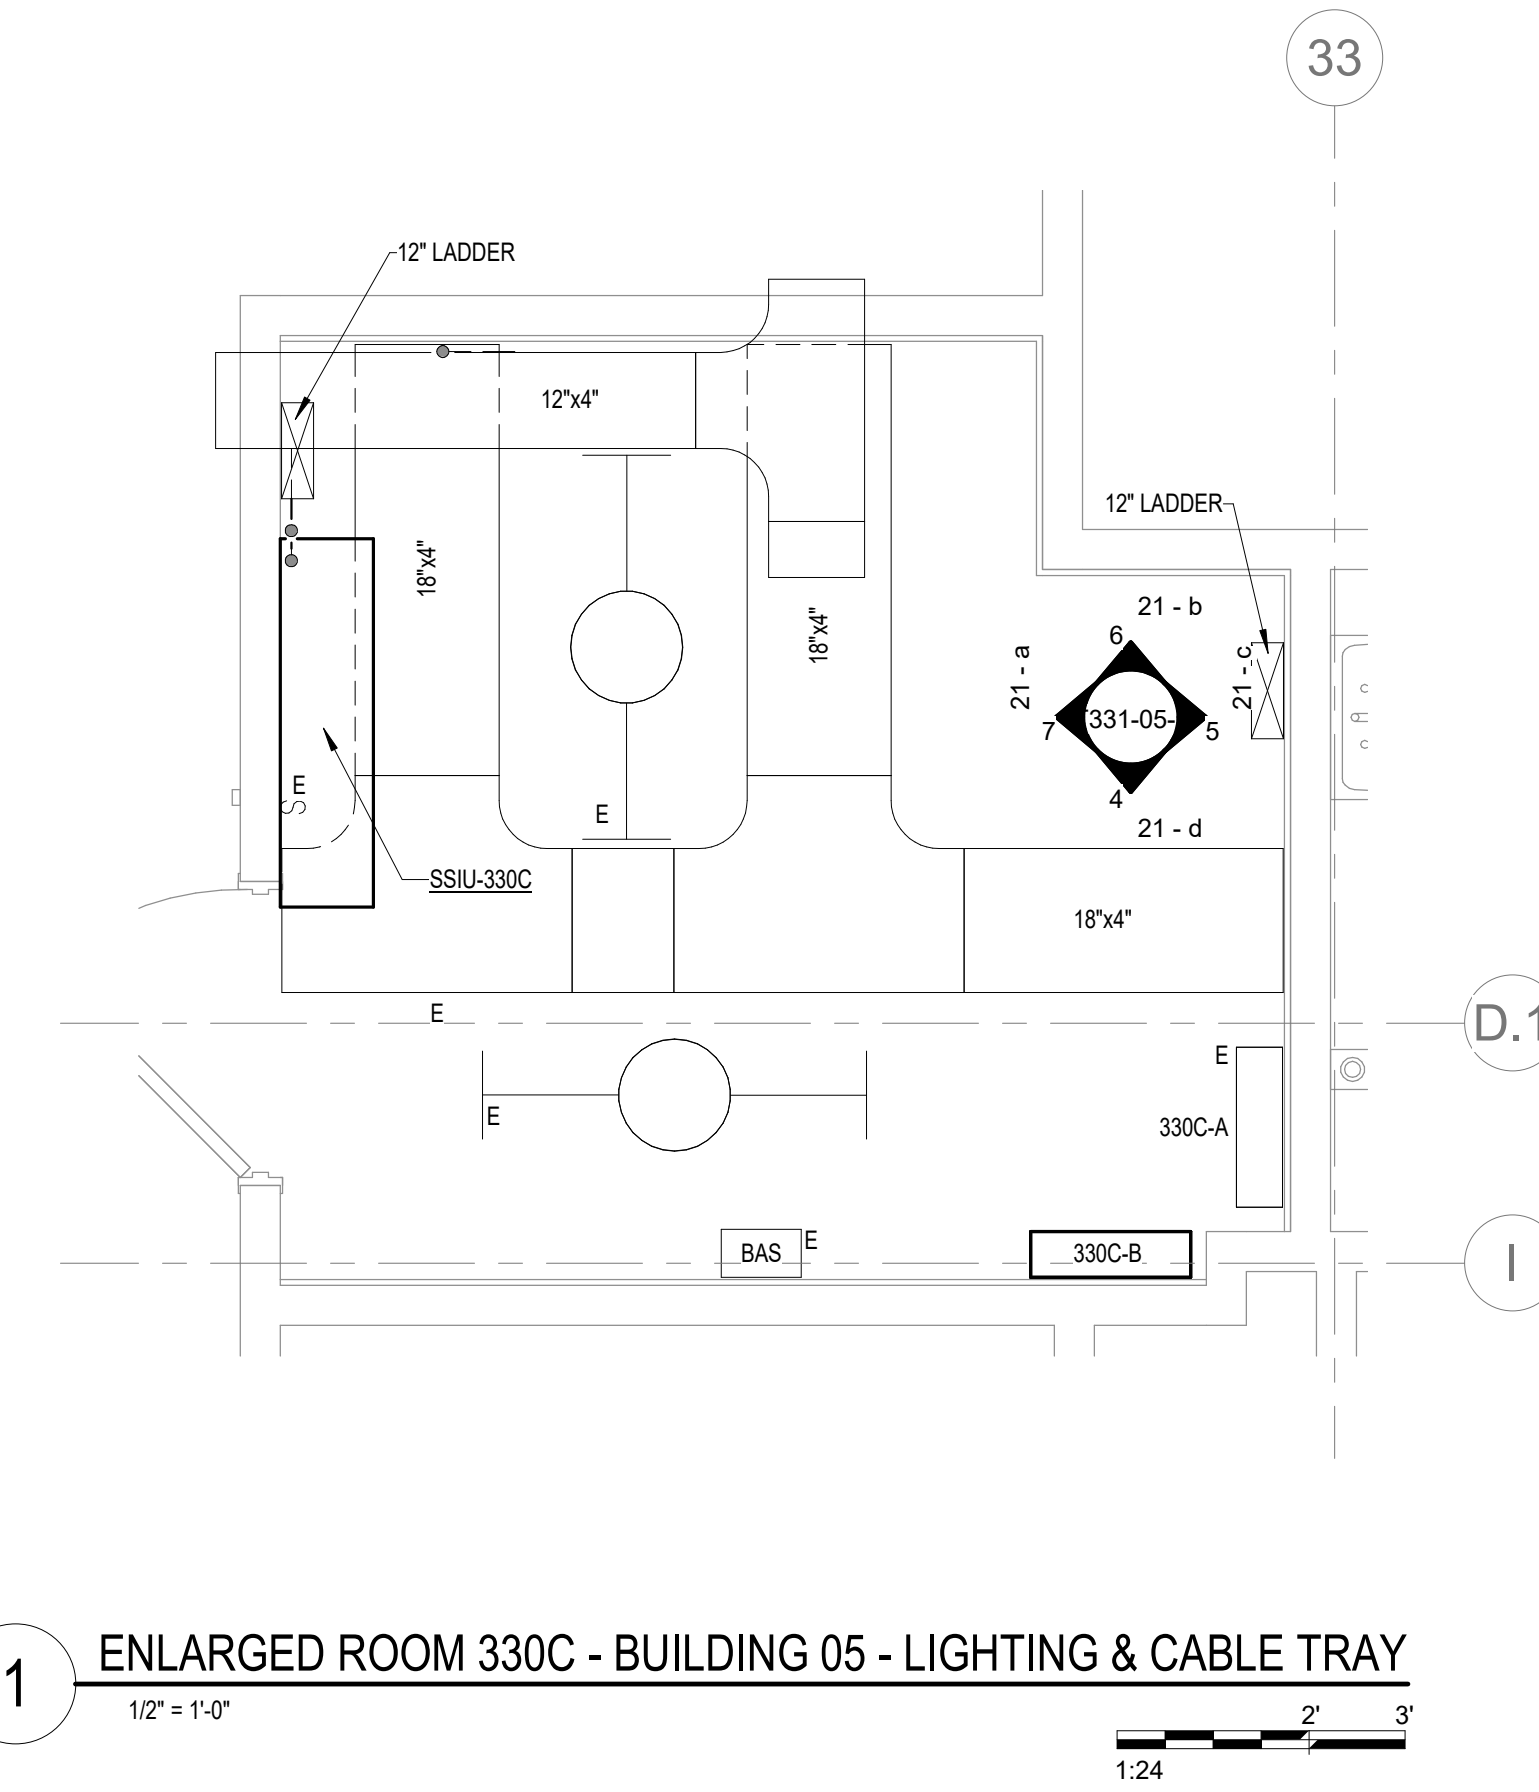 33
12" LADDER
12"x4"
12" LADDER
18"x4"
18"x4"
21 - b
21 - a
6
21 - c
331-05-
7
5
4
21 - d
E
S
E
SSIU-330C
18"x4"
E
D.1
E
E
330C-A
BAS
E
330C-B
I
1
ENLARGED ROOM 330C - BUILDING 05 - LIGHTING & CABLE TRAY
1/2" = 1'-0"
2'
3'
1:24